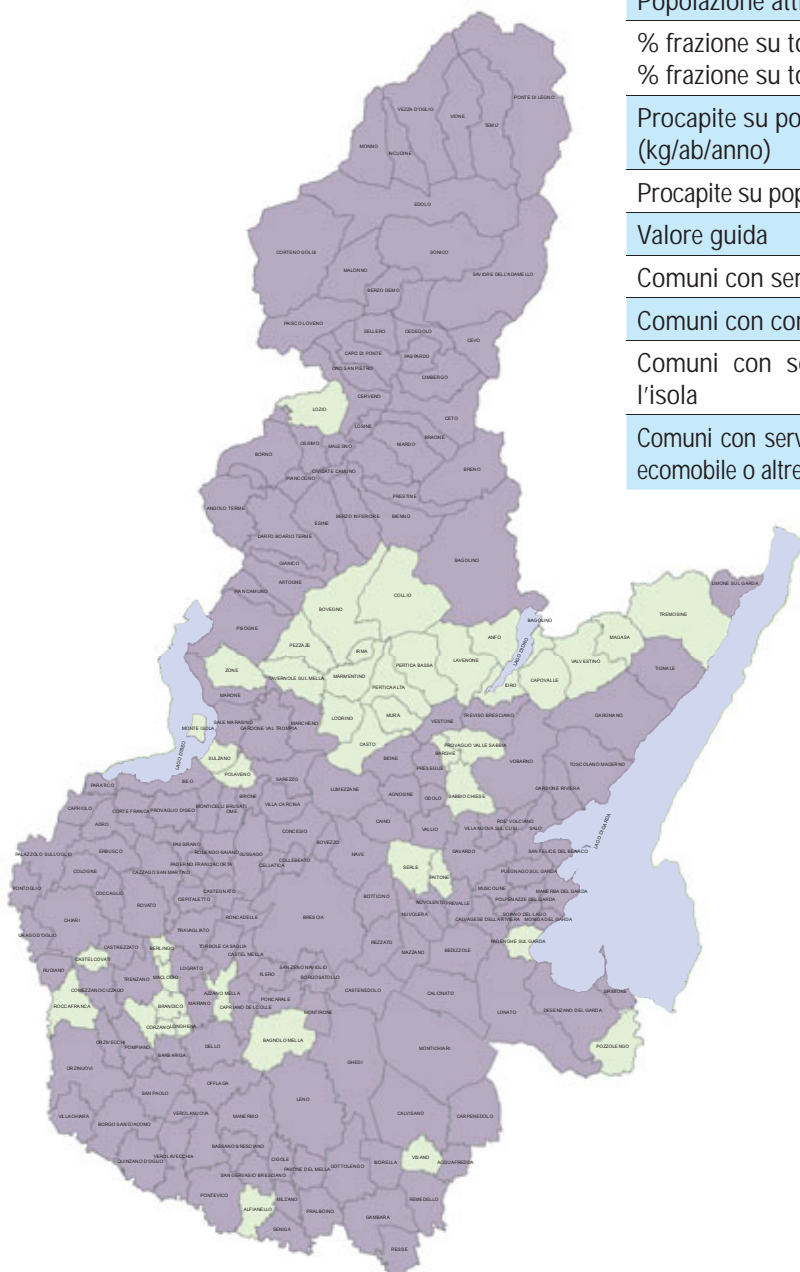 Popolazione atti
% frazione su to
% frazione su to
Procapite su po
(kg/ab/anno)
Procapite su pop
Valore guida
Comuni con ser
Comuni con con
Comuni con se
l'isola
Comuni con serv
ecomobile o altre
PONTE DI LEGNO
VEZZA D'OGLIO
VIONE
TEMU'
MONNO
INCUDINE
EDOLO
CORTENO GOLGI
SONICO
MALONNO
SAVIORE DELL'ADAMELLO
BERZO DEMO
PAISCO LOVENO
SELLERO
CEDEGOLO
CEVO
CAPO DI PONTE
PASPARDO
ONO SAN PIETRO
CIMBERGO
LOZIO
CERVENO
LOSINE
CETO
OSSIMO
MALEGNO
BRAONE
NIARDO
BORNO
CIVIDATE CAMUNO
BRENO
PIANCOGNO
PRESTINE
ANGOLO TERME
ESINE
BERZO INFERIORE
BIENNO
DARFO BOARIO TERME
BAGOLINO
GIANICO
ARTOGNE
PIAN CAMUNO
COLLIO
BOVEGNO
PISOGNE
LIMONE SUL GARDA
TREMOSINE
BAGOLINO
ANFO
MAGASA
PEZZAZE
IRMA
LAVENONE
LAGO D'IDRO
VALVESTINO
ZONE
TAVERNOLE SUL MELLA
MARMENTINO
PERTICA BASSA
IDRO
CAPOVALLE
TIGNALE
PERTICA ALTA
MARONE
LODRINO
MURA
VESTONE
TREVISO BRESCIANO
GARGNANO
SALE MARASINO
GARDONE VAL TROMPIA
MARCHENO
MONTE ISOLA
LAGO D'ISEO
CASTO
PROVAGLIO VALLE SABBIA
BARGHE
SULZANO
BIONE
PRESEGLIE
VOBARNO
TOSCOLANO MADERNO
POLAVENO
SAREZZO
LUMEZZANE
AGNOSINE
ODOLO
SABBIO CHIESE
GARDONE RIVIERA
PARATICO
ISEO
BRIONE
VILLA CARCINA
CAPRIOLO
CORTE FRANCA
PROVAGLIO D'ISEO
MONTICELLI BRUSATI
OME
CAINO
VALLIO
ROE' VOLCIANO
VILLANUOVA SUL CLISI
SALO'
LAGO DI GARDA
ADRO
CONCESIO
BOVEZZO
NAVE
GAVARDO
SAN FELICE DEL BENACO
PALAZZOLO SULL'OGLIO
ERBUSCO
PASSIRANO
RODENGO SAIANO
GUSSAGO
COLLEBEATO
CELLATICA
SERLE
PAITONE
PUEGNAGO SUL GARDA
COLOGNE
CAZZAGO SAN MARTINO
PADERNO FRANCIACORTA
CASTEGNATO
MUSCOLINE
MANERBA DEL GARDA
POLPENAZZE DEL GARDA
PONTOGLIO
COCCAGLIO
OSPITALETTO
BOTTICINO
NUVOLENTO
PREVALLE
SOIANO DEL LAGO
MONIGA DEL GARDA
CHIARI
ROVATO
RONCADELLE
BRESCIA
NUVOLERA
CALVAGESE DELLA RIVIERA
URAGO D'OGLIO
TRAVAGLIATO
TORBOLE CASAGLIA
CASTEL MELLA
REZZATO
MAZZANO
BEDIZZOLE
PADENGHE SUL GARDA
CASTREZZATO
BERLINGO
CASTELCOVATI
RUDIANO
TRENZANO
MACLODIO
LOGRATO
AZZANO MELLA
FLERO
SAN ZENO NAVIGLIO
BORGOSATOLLO
CASTENEDOLO
CALCINATO
SIRMIONE
COMEZZANO CIZZAGO
ROCCAFRANCA
BRANDICO
MAIRANO
CAPRIANO DEL COLLE
PONCARALE
MONTIRONE
LONATO
DESENZANO DEL GARDA
CORZANO
LONGHENA
ORZIVECCHI
POMPIANO
BARBARIGA
DELLO
BAGNOLO MELLA
GHEDI
MONTICHIARI
POZZOLENGO
ORZINUOVI
OFFLAGA
SAN PAOLO
LENO
VILLACHIARA
VEROLANUOVA
MANERBIO
CALVISANO
CARPENEDOLO
BORGO SAN GIACOMO
BASSANO BRESCIANO
CIGOLE
QUINZANO D'OGLIO
VEROLAVECCHIA
SAN GERVASIO BRESCIANO
PAVONE DEL MELLA
GOTTOLENGO
ISORELLA
VISANO
ACQUAFREDDA
PONTEVICO
ALFIANELLO
MILZANO
PRALBOINO
REMEDELLO
SENIGA
GAMBARA
FIESSE